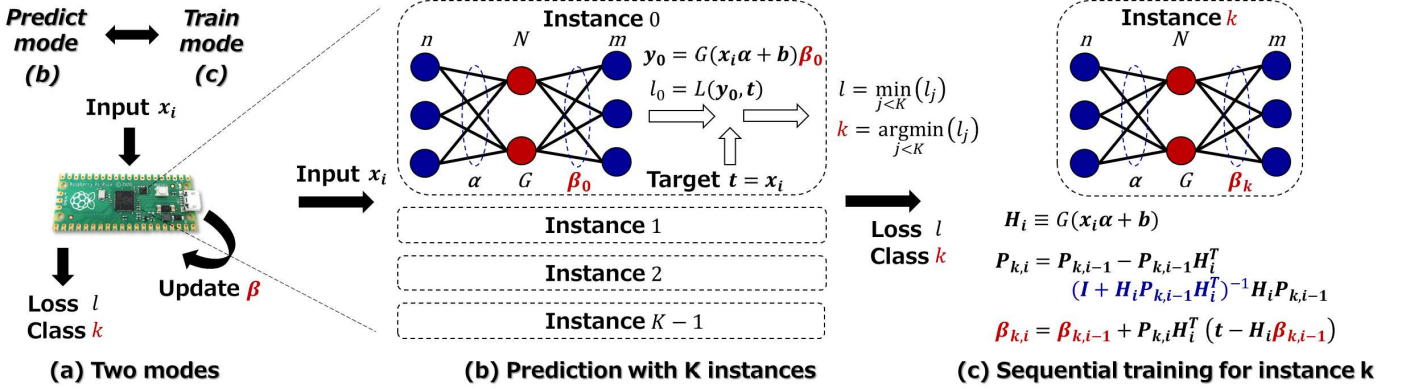 Predict mode (b)
Train mode (c)
Input x_i
Raspberry Pi Pico
Loss l
Class k
Update β
(a) Two modes
Input x_i
Instance 0
n
N
m
α
G
β_0
y_0 = G(x_i α + b)β_0
l_0 = L(y_0, t)
Target t = x_i
l = min_{j<K} (l_j)
k = argmin_{j<K} (l_j)
Instance 1
Instance 2
Instance K − 1
(b) Prediction with K instances
Loss l
Class k
Instance k
n
N
m
α
G
β_k
H_i ≡ G(x_i α + b)
P_{k,i} = P_{k,i−1} − P_{k,i−1} H_i^T
(I + H_i P_{k,i−1} H_i^T)^{−1} H_i P_{k,i−1}
β_{k,i} = β_{k,i−1} + P_{k,i} H_i^T (t − H_i β_{k,i−1})
(c) Sequential training for instance k